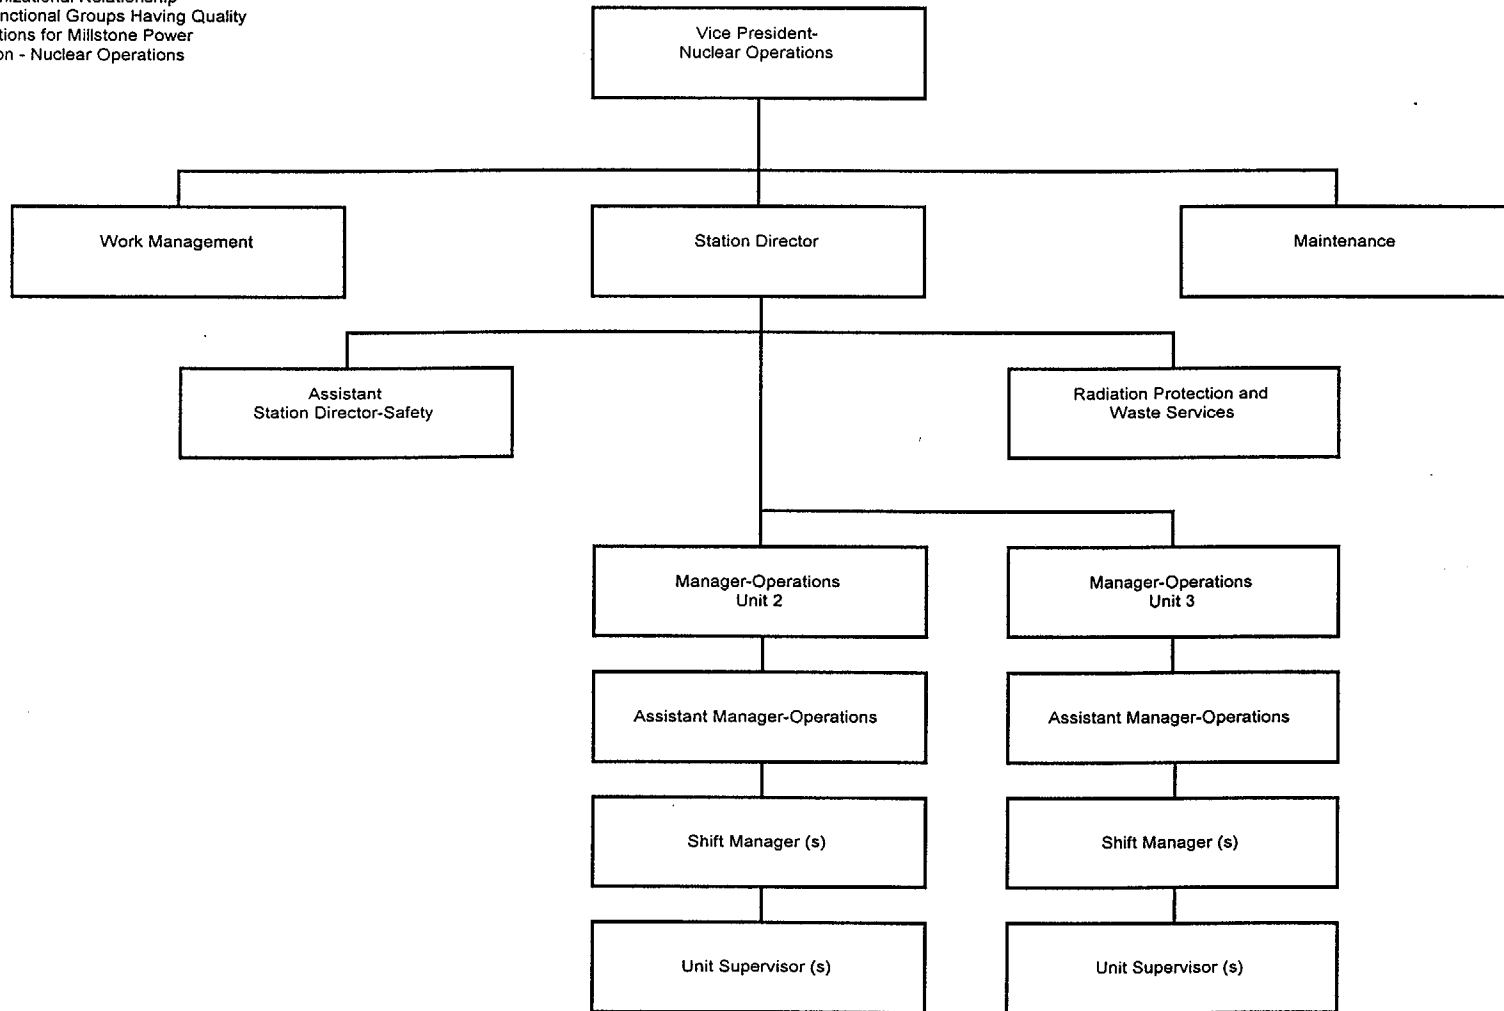 nctional Groups Having Quality
tions for Millstone Power
on - Nuclear Operations
Vice President-
Nuclear Operations
Work Management
Station Director
Maintenance
Assistant
Station Director-Safety
Radiation Protection and
Waste Services
Manager-Operations
Unit 2
Manager-Operations
Unit 3
Assistant Manager-Operations
Assistant Manager-Operations
Shift Manager (s)
Shift Manager (s)
Unit Supervisor (s)
Unit Supervisor (s)